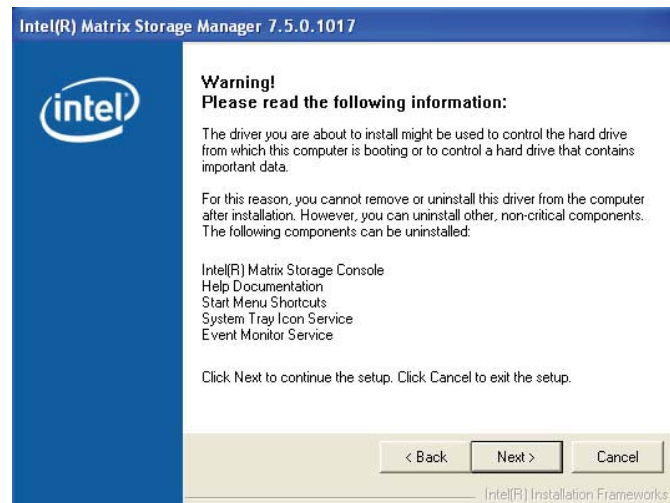 Intel(R) Matrix Storage Manager 7.5.0.1017
intel
Warning!
Please read the following information:
The driver you are about to install might be used to control the hard drive
from which this computer is booting or to control a hard drive that contains
important data.
For this reason, you cannot remove or uninstall this driver from the computer
after installation. However, you can uninstall other, non-critical components.
The following components can be uninstalled:
Intel(R) Matrix Storage Console
Help Documentation
Start Menu Shortcuts
System Tray Icon Service
Event Monitor Service
Click Next to continue the setup. Click Cancel to exit the setup.
< Back
Next >
Cancel
Intel(R) Installation Frameworks